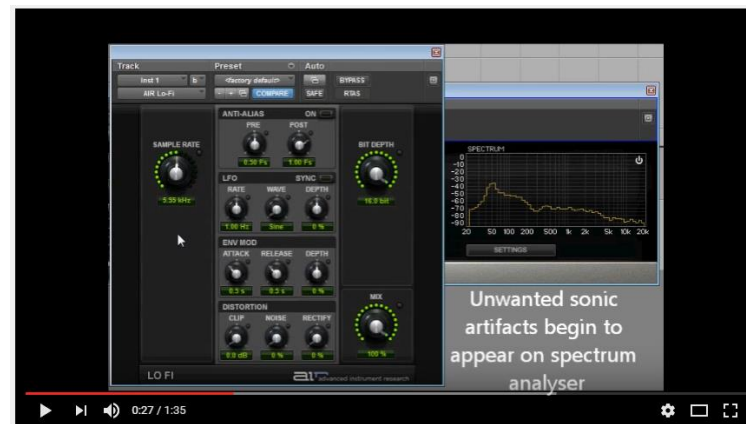 Track Preset Auto
Inst 1 b <factory default> BYPASS
AIR Lo-Fi - + COMPARE SAFE RTAS
ANTI-ALIAS ON
PRE POST
SAMPLE RATE BIT DEPTH
0.50 Fs 1.00 Fs
LFO SYNC
RATE WAVE DEPTH
5.55 kHz 16.0 bit
1.00 Hz Sine 0 %
ENV MOD
ATTACK RELEASE DEPTH
0.3 s 0.3 s 0 %
DISTORTION
MIX
CLIP NOISE RECTIFY
0.0 dB 0 % 0 % 100 %
LO FI AIR advanced instrument research
SPECTRUM
0
-10
-20
-30
-40
-50
-60
-70
-80
-90
20 50 100 200 500 1k 2k 5k 10k 20k
SETTINGS
Unwanted sonic
artifacts begin to
appear on spectrum
analyser
0:27 / 1:35